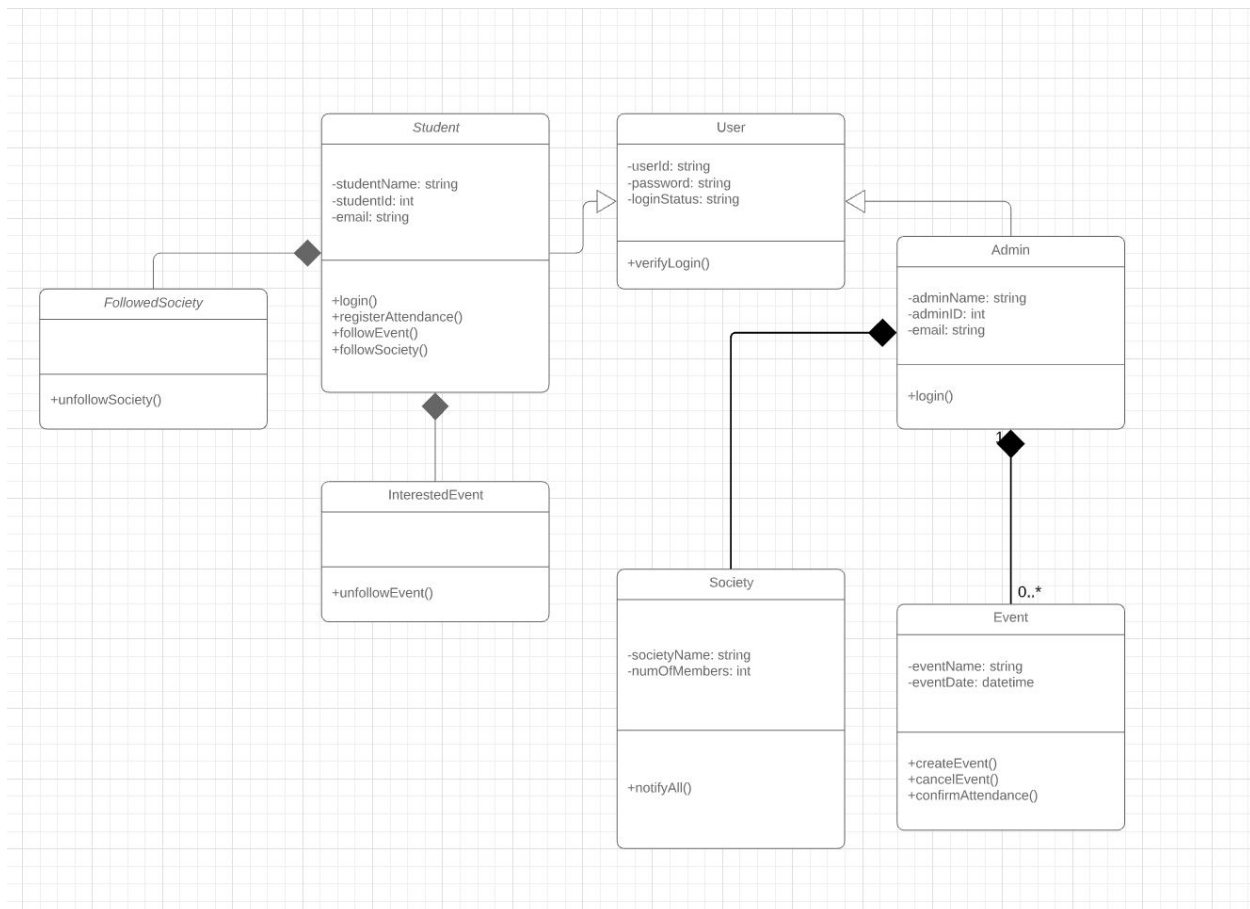 Student
-studentName: string
-studentId: int
-email: string
+login()
+registerAttendance()
+followEvent()
+followSociety()
User
-userId: string
-password: string
-loginStatus: string
+verifyLogin()
Admin
-adminName: string
-adminID: int
-email: string
+login()
FollowedSociety
+unfollowSociety()
InterestedEvent
+unfollowEvent()
Society
-societyName: string
-numOfMembers: int
+notifyAll()
1
0..*
Event
-eventName: string
-eventDate: datetime
+createEvent()
+cancelEvent()
+confirmAttendance()